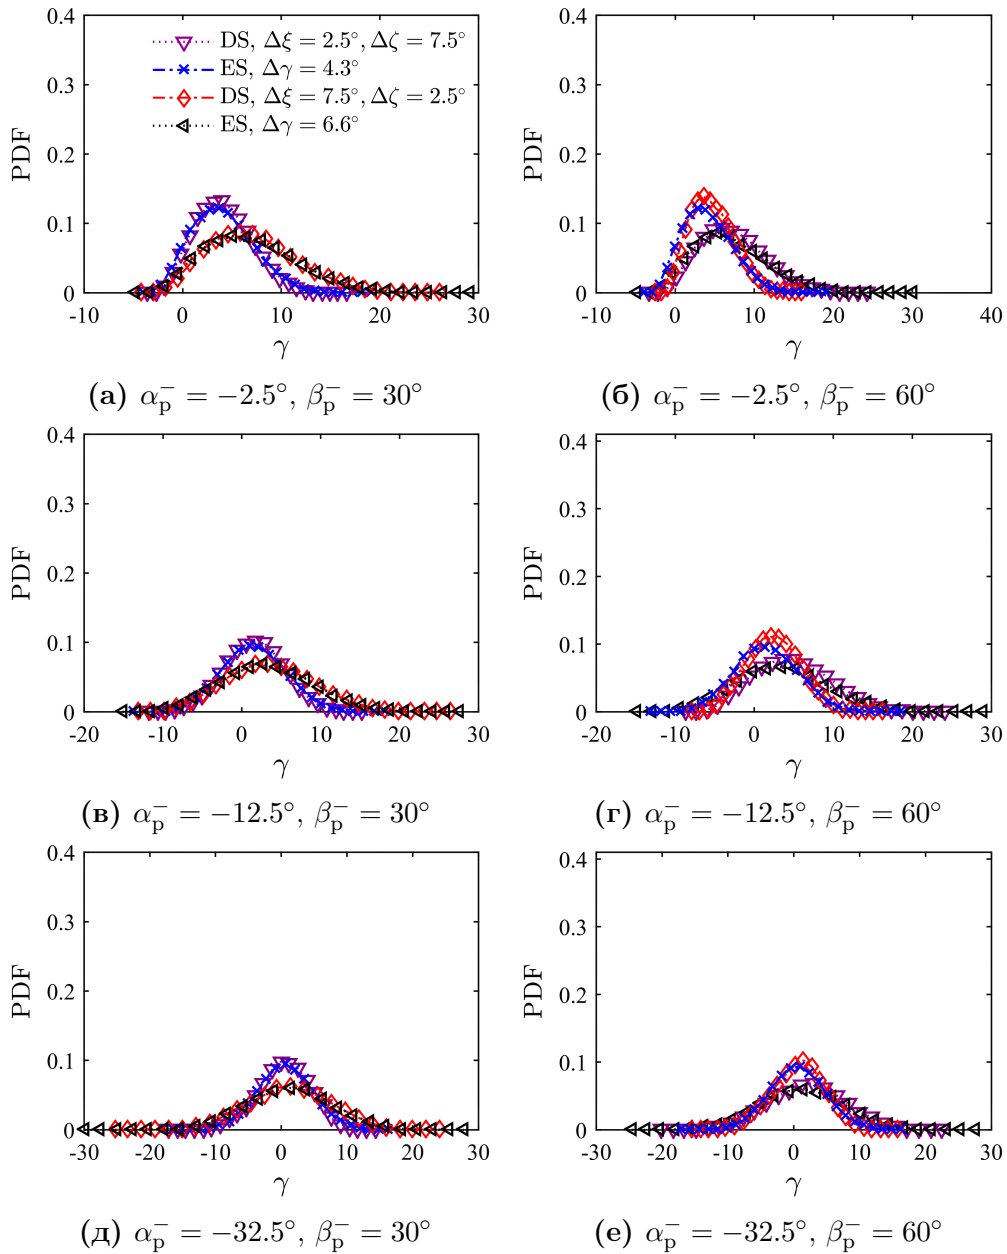 0.4
0.3
0.2
0.1
0
PDF
-10 0 10 20 30
γ
DS, Δξ = 2.5°, Δζ = 7.5°
ES, Δγ = 4.3°
DS, Δξ = 7.5°, Δζ = 2.5°
ES, Δγ = 6.6°
(а) α_p^- = −2.5°, β_p^- = 30°
0.4
0.3
0.2
0.1
0
PDF
-10 0 10 20 30 40
γ
(б) α_p^- = −2.5°, β_p^- = 60°
0.4
0.3
0.2
0.1
0
PDF
-20 -10 0 10 20 30
γ
(в) α_p^- = −12.5°, β_p^- = 30°
0.4
0.3
0.2
0.1
0
PDF
-20 -10 0 10 20 30
γ
(г) α_p^- = −12.5°, β_p^- = 60°
0.4
0.3
0.2
0.1
0
PDF
-30 -20 -10 0 10 20 30
γ
(д) α_p^- = −32.5°, β_p^- = 30°
0.4
0.3
0.2
0.1
0
PDF
-30 -20 -10 0 10 20 30
γ
(е) α_p^- = −32.5°, β_p^- = 60°